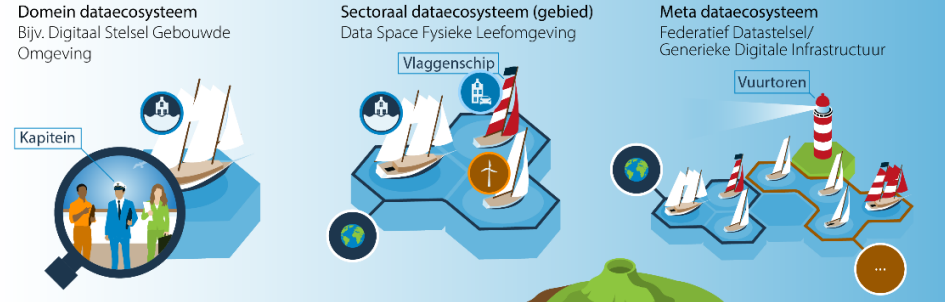 Domein dataecosysteem
Bijv. Digitaal Stelsel Gebouwde
Omgeving
Kapitein
Sectoraal dataecosysteem (gebied)
Data Space Fysieke Leefomgeving
Vlaggenschip
Meta dataecosysteem
Federatief Datastelsel/
Generieke Digitale Infrastructuur
Vuurtoren
...